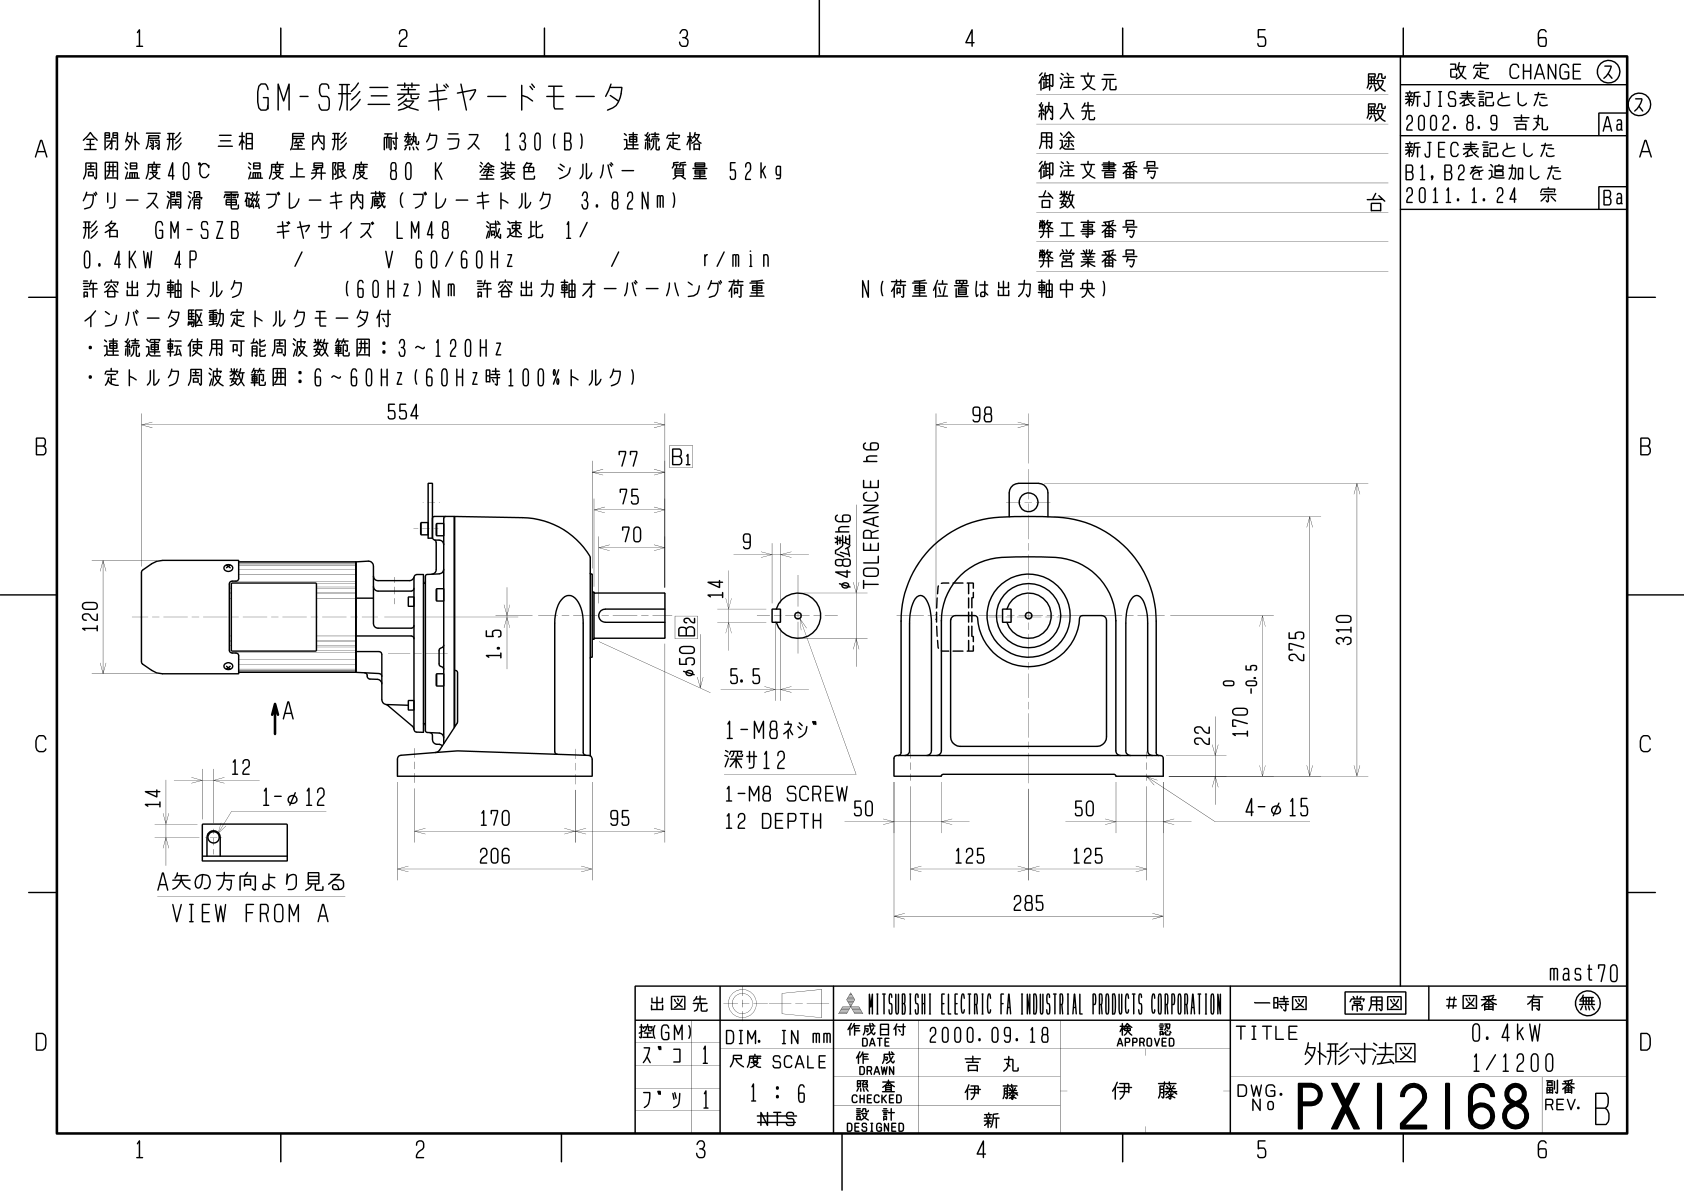 1 2 3 4 5 6
GM-S形三菱ギヤードモータ
全閉外扇形 三相 屋内形 耐熱クラス 130(B) 連続定格
周囲温度40℃ 温度上昇限度 80 K 塗装色 シルバー 質量 52kg
グリース潤滑 電磁ブレーキ内蔵(ブレーキトルク 3.82Nm)
形名 GM-SZB ギヤサイズ LM48 減速比 1/
0.4KW 4P / V 60/60Hz / r/min
許容出力軸トルク (60Hz)Nm 許容出力軸オーバーハング荷重 N(荷重位置は出力軸中央)
インバータ駆動定トルクモータ付
・連続運転使用可能周波数範囲:3~120Hz
・定トルク周波数範囲:6~60Hz(60Hz時100%トルク)
御注文元 殿
納入先 殿
用途
御注文書番号
台数 台
弊工事番号
弊営業番号
改定 CHANGE ス
新JISに表記とした
2002.8.9 吉丸 Aa
ス
新JEC表記とした
B1,B2を追加した
2011.1.24 宗 Ba
A A
B B
C C
D D
554
77 B1
75
70
120
1.5
φ50 B2
9
14
5.5
φ48公差h6
TOLERANCE h6
1-M8ネジ
深サ12
1-M8 SCREW
12 DEPTH
98
310
275
170 0 -0.5
22
50 50
4-φ15
125 125
285
170 95
206
A
12
14
1-φ12
A矢の方向より見る
VIEW FROM A
mast70
出図先
控(GM)
ズコ 1
ブツ 1
DIM. IN mm
尺度 SCALE
1 : 6
NTS
MITSUBISHI ELECTRIC FA INDUSTRIAL PRODUCTS CORPORATION
作成日付 DATE 2000.09.18
作成 DRAWN 吉丸
照査 CHECKED 伊藤
設計 DESIGNED 新
検認 APPROVED
伊藤
一時図 常用図 #図番 有 無
TITLE
外形寸法図
0.4kW
1/1200
DWG. No PX12168
副番 REV. B
1 2 3 4 5 6